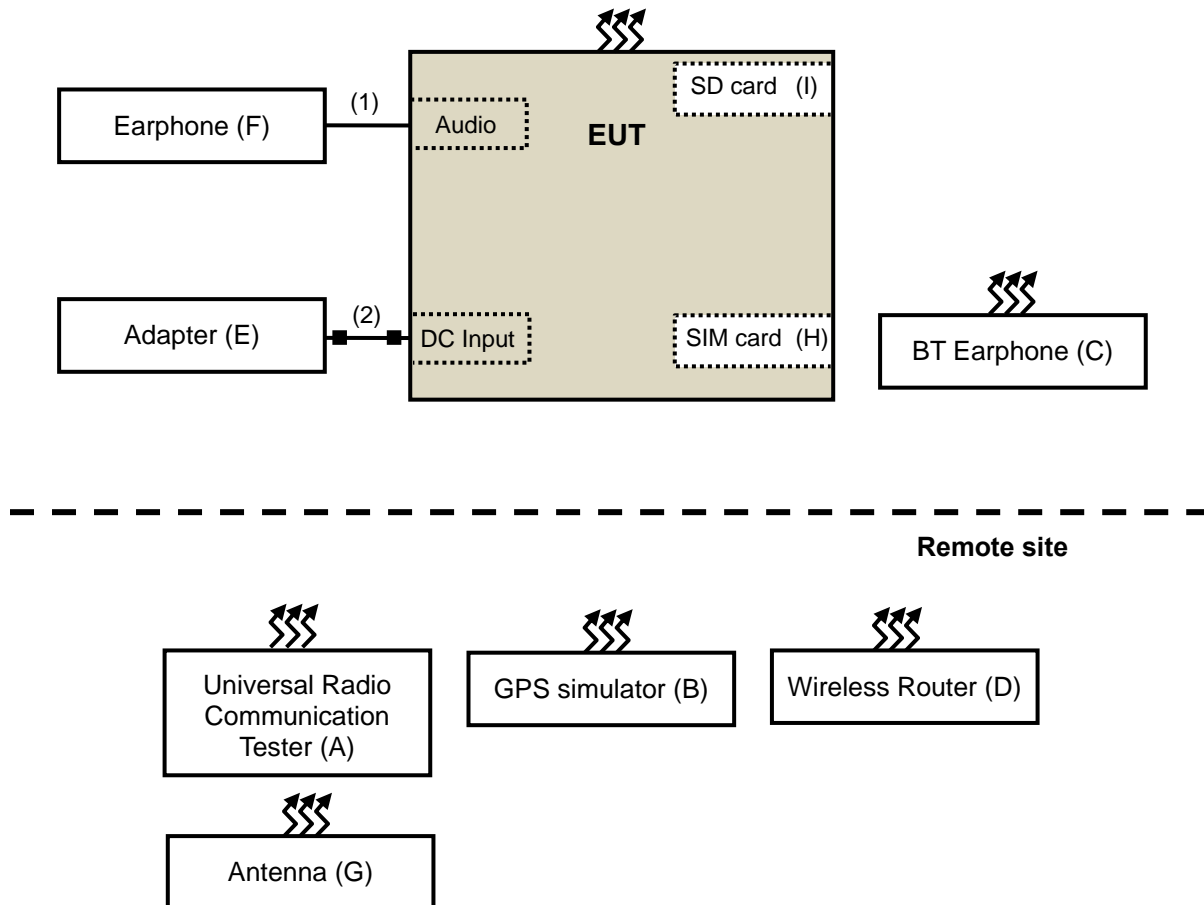 SD card (I)
(1)
Earphone (F)
Audio
EUT
(2)
Adapter (E)
DC Input
SIM card (H)
BT Earphone (C)
Remote site
Universal Radio
Communication
Tester (A)
GPS simulator (B)
Wireless Router (D)
Antenna (G)